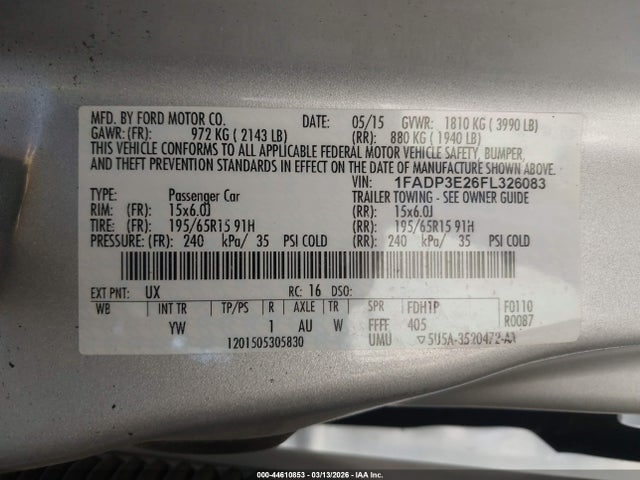 MFD. BY FORD MOTOR CO. DATE: 05/15 GVWR: 1810 KG ( 3990 LB)
GAWR: (FR): 972 KG ( 2143 LB) (RR): 880 KG ( 1940 LB)
THIS VEHICLE CONFORMS TO ALL APPLICABLE FEDERAL MOTOR VEHICLE SAFETY, BUMPER,
AND THEFT PREVENTION STANDARDS IN EFFECT ON THE DATE OF MANUFACTURE SHOWN ABOVE.
VIN: 1FADP3E26FL326083
TYPE: Passenger Car TRAILER TOWING - SEE OWNER GUIDE
RIM: (FR): 15x6.0J (RR): 15x6.0J
TIRE: (FR): 195/65R15 91H (RR): 195/65R15 91H
PRESSURE: (FR): 240 kPa/ 35 PSI COLD (RR): 240 kPa/ 35 PSI COLD
EXT PNT: UX RC: 16 DSO:
WB INT TR TP/PS R AXLE TR SPR FDH1P F0110
YW 1 AU W FFFF 405 R0087
1201505305830 UMU ▽5U5A-3520472-AA
000-44610853 - 03/13/2026 - IAA Inc.